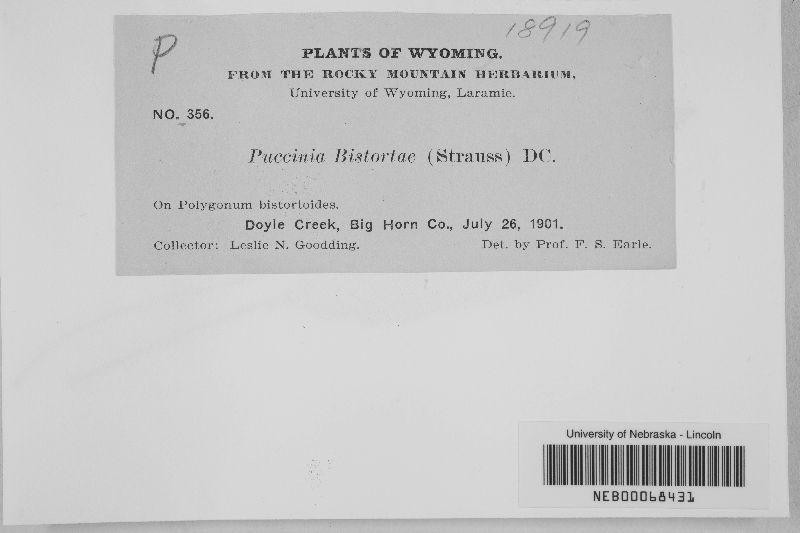 P
18919
PLANTS OF WYOMING.
FROM THE ROCKY MOUNTAIN HERBARIUM,
University of Wyoming, Laramie.
NO. 356.
Puccinia Bistortae (Strauss) DC.
On Polygonum bistortoides.
Doyle Creek, Big Horn Co., July 26, 1901.
Collector: Leslie N. Goodding. Det. by Prof. F. S. Earle.
University of Nebraska - Lincoln
NEB00068431